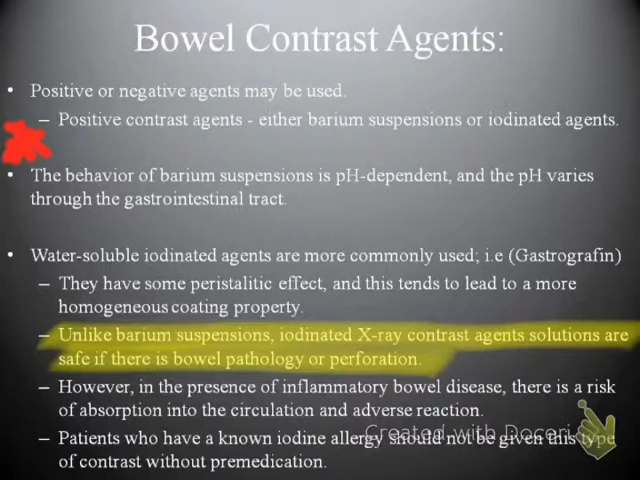 Bowel Contrast Agents:
• Positive or negative agents may be used.
– Positive contrast agents - either barium suspensions or iodinated agents.
• The behavior of barium suspensions is pH-dependent, and the pH varies
through the gastrointestinal tract.
• Water-soluble iodinated agents are more commonly used; i.e (Gastrografin)
– They have some peristalitic effect, and this tends to lead to a more
homogeneous coating property.
– Unlike barium suspensions, iodinated X-ray contrast agents solutions are
safe if there is bowel pathology or perforation.
– However, in the presence of inflammatory bowel disease, there is a risk
of absorption into the circulation and adverse reaction.
– Patients who have a known iodine allergy should not be given this type
of contrast without premedication.
Created with Doceri